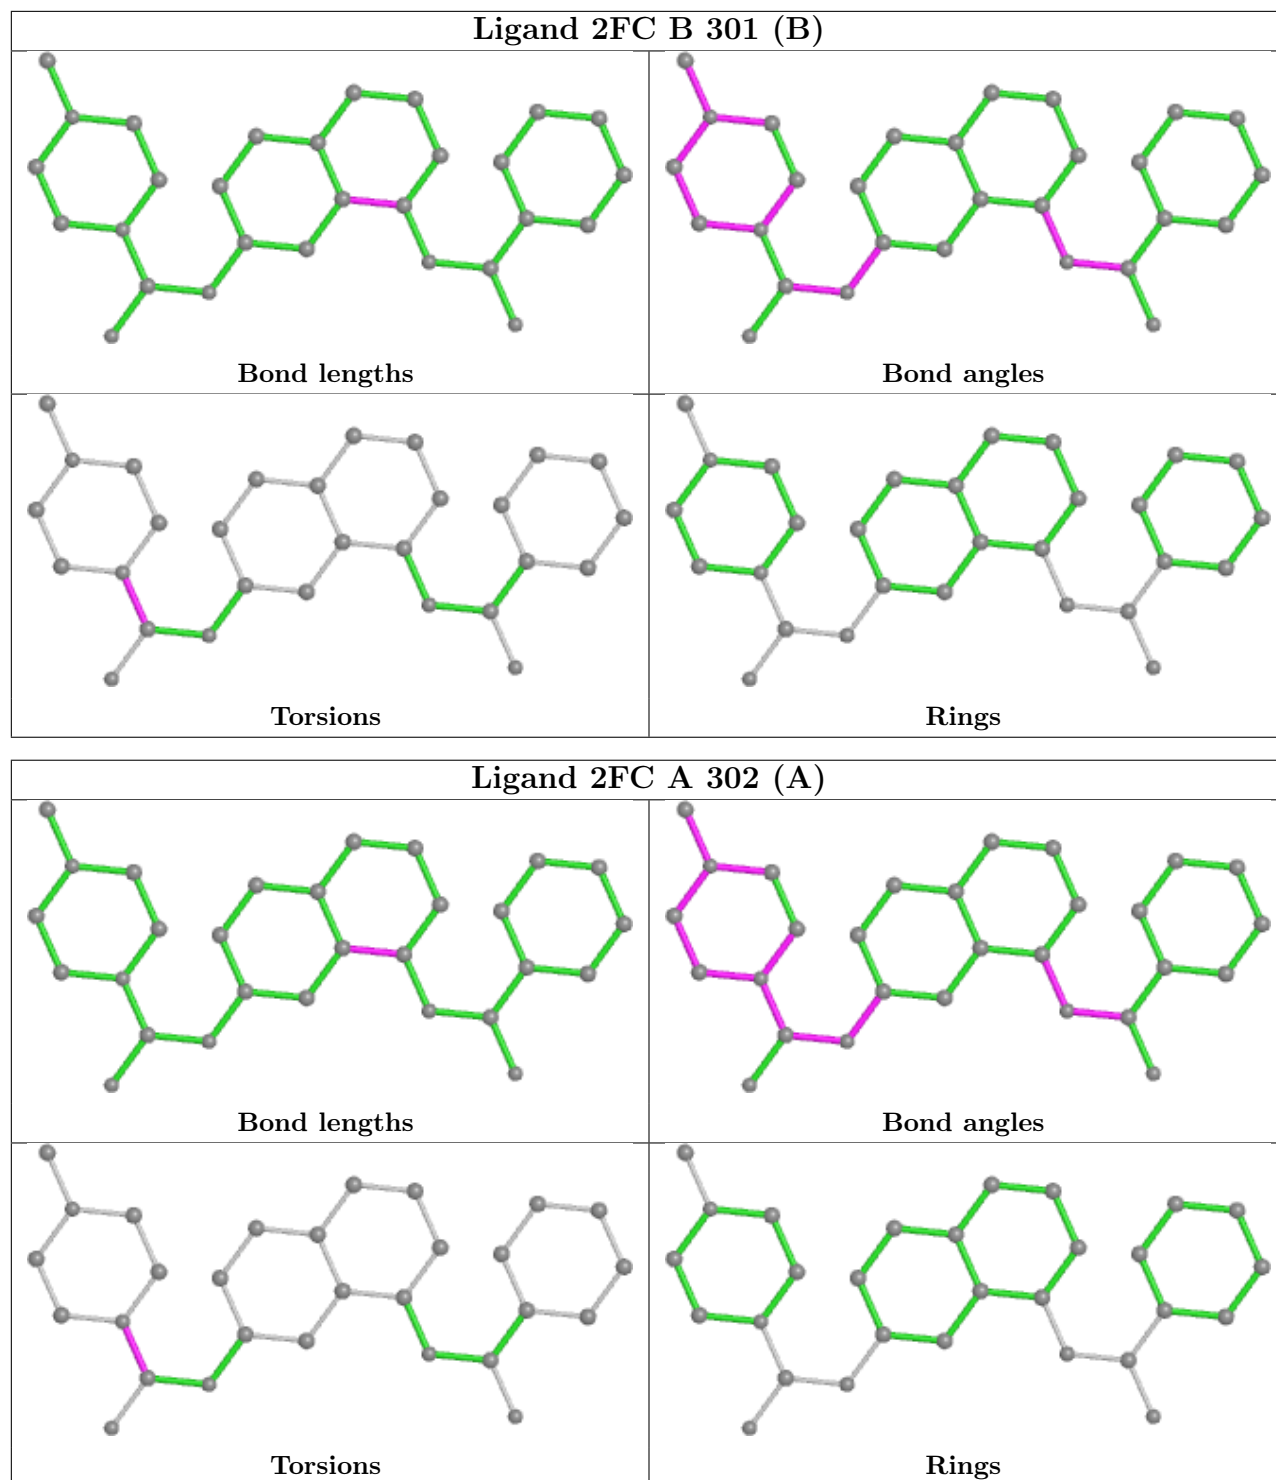 Ligand 2FC B 301 (B)
Bond lengths
Bond angles
Torsions
Rings
Ligand 2FC A 302 (A)
Bond lengths
Bond angles
Torsions
Rings